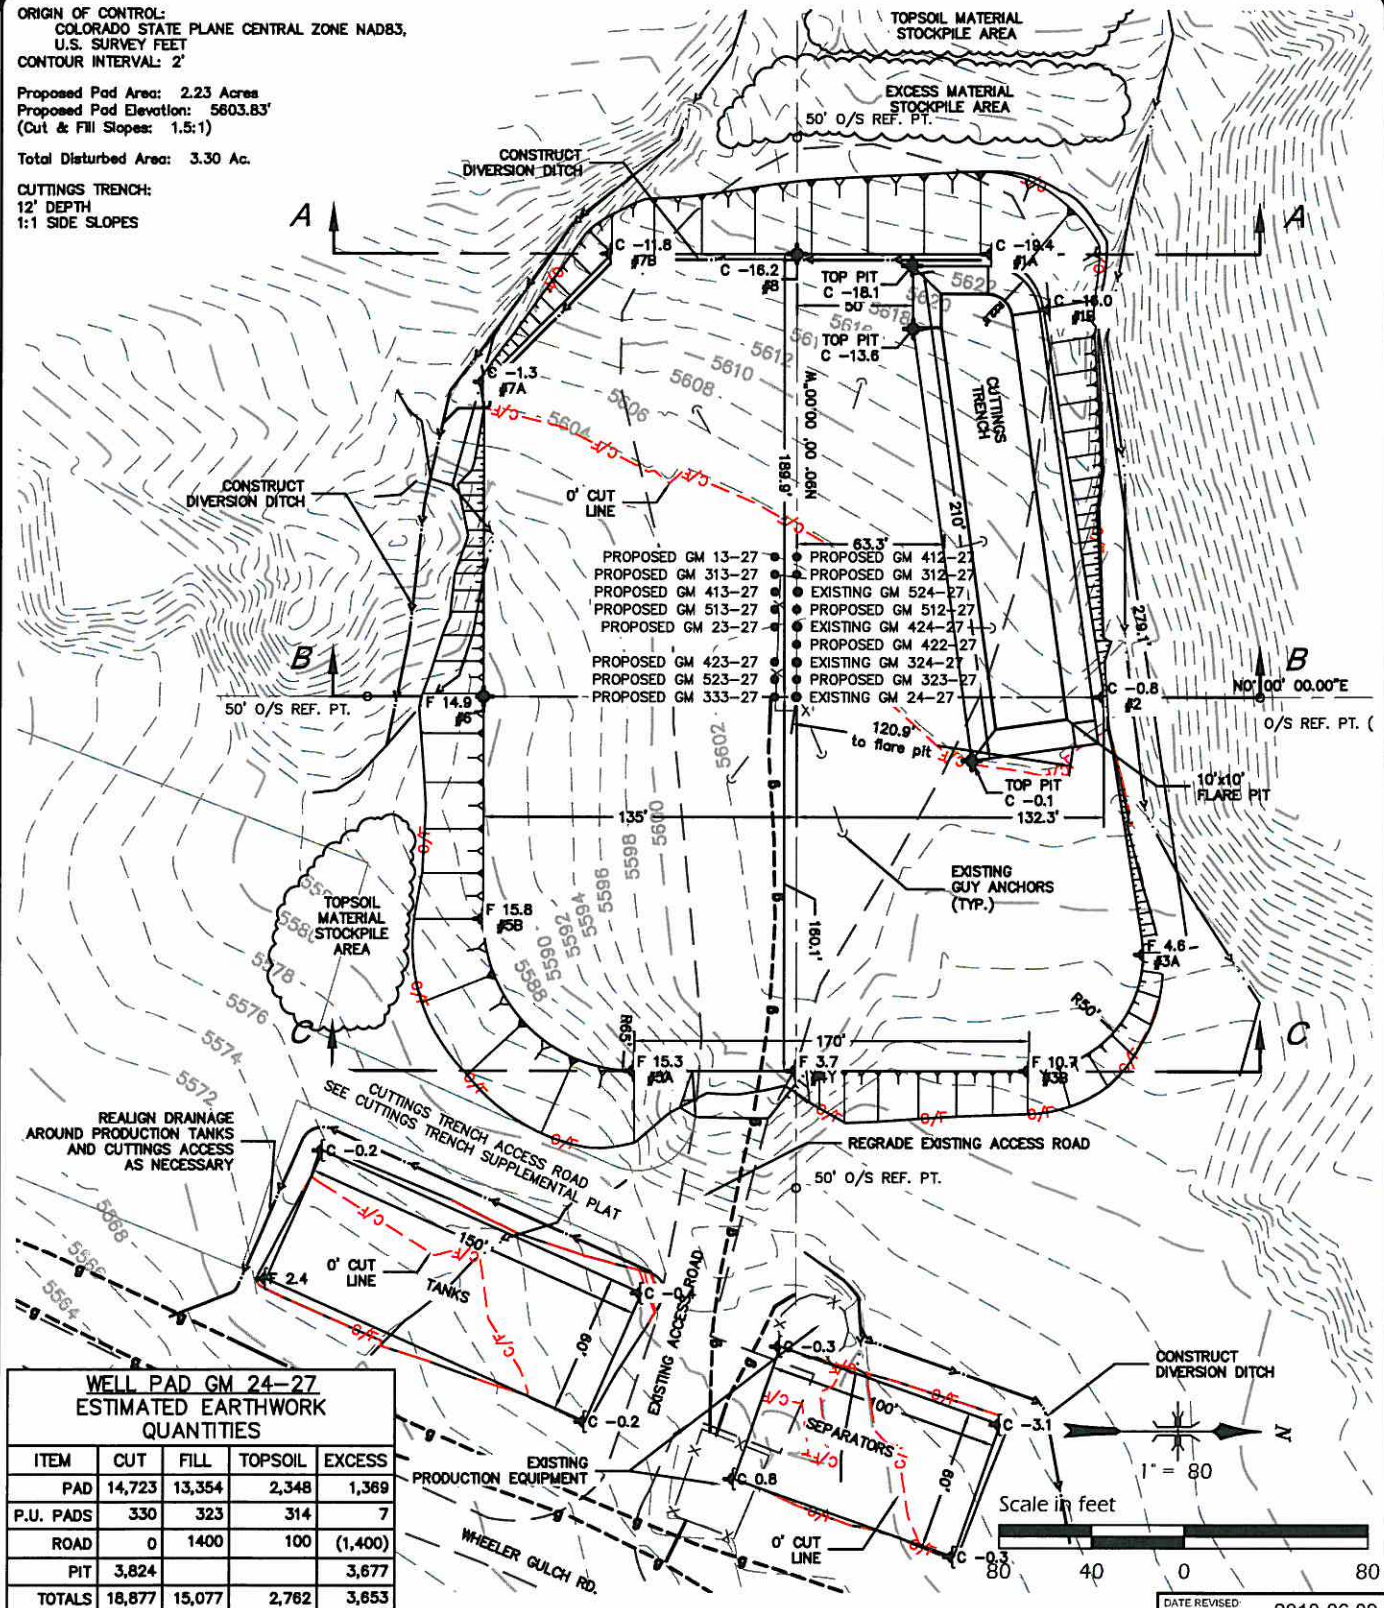 ORIGIN OF CONTROL:
COLORADO STATE PLANE CENTRAL ZONE NAD83,
U.S. SURVEY FEET
CONTOUR INTERVAL: 2'
Proposed Pad Area: 2.23 Acres
Proposed Pad Elevation: 5603.83'
(Cut & Fill Slopes: 1.5:1)
Total Disturbed Area: 3.30 Ac.
CUTTINGS TRENCH:
12' DEPTH
1:1 SIDE SLOPES
TOPSOIL MATERIAL
STOCKPILE AREA
EXCESS MATERIAL
STOCKPILE AREA
50' O/S REF. PT.
CONSTRUCT
DIVERSION DITCH
A
A
C -11.8
#7B
C -16.2
#8
C -19.4
#1A
TOP PIT
C -18.1
50'
C -16.0
#1B
TOP PIT
C -13.6
5622
5620
5618
5616
5612
5610
5608
5606
5604
C -1.3
#7A
CUTTINGS
TRENCH
N90° 00' 00.00"W
189.9'
210'
0' CUT
LINE
CONSTRUCT
DIVERSION DITCH
63.3'
PROPOSED GM 13-27
PROPOSED GM 412-27
PROPOSED GM 313-27
PROPOSED GM 312-27
PROPOSED GM 413-27
EXISTING GM 524-27
PROPOSED GM 513-27
PROPOSED GM 512-27
PROPOSED GM 23-27
EXISTING GM 424-27
PROPOSED GM 422-27
PROPOSED GM 423-27
EXISTING GM 324-27
PROPOSED GM 523-27
PROPOSED GM 323-27
PROPOSED GM 333-27
EXISTING GM 24-27
279.1'
B
B
F 14.9
#6
50' O/S REF. PT.
C -0.8
#2
N0° 00' 00.00"E
O/S REF. PT. (
120.9'
to flare pit
TOP PIT
C -0.1
10'x10'
FLARE PIT
135'
132.3'
5602
5600
5598
5596
5594
5592
5590
5588
EXISTING
GUY ANCHORS
(TYP.)
TOPSOIL
MATERIAL
STOCKPILE
AREA
5580
5578
5576
5574
5572
F 15.8
#5B
160.1'
F 4.6
#3A
R50'
R65'
C
C
170'
F 15.3
#5A
F 3.7
F 10.7
#3B
CUTTINGS TRENCH ACCESS ROAD
SEE CUTTINGS TRENCH SUPPLEMENTAL PLAT
REALIGN DRAINAGE
AROUND PRODUCTION TANKS
AND CUTTINGS ACCESS
AS NECESSARY
REGRADE EXISTING ACCESS ROAD
50' O/S REF. PT.
C -0.2
5568
5566
5564
F 2.4
150'
0' CUT
LINE
TANKS
60'
C -0.2
EXISTING ACCESS ROAD
C -0.3
100'
SEPARATORS
60'
C -3.1
C 0.8
C -0.3
CONSTRUCT
DIVERSION DITCH
EXISTING
PRODUCTION EQUIPMENT
WHEELER GULCH RD.
0' CUT
LINE
N
1" = 80
Scale in feet
80 40 0 80
WELL PAD GM 24-27
ESTIMATED EARTHWORK
QUANTITIES
ITEM CUT FILL TOPSOIL EXCESS
PAD 14,723 13,354 2,348 1,369
P.U. PADS 330 323 314 7
ROAD 0 1400 100 (1,400)
PIT 3,824 3,677
TOTALS 18,877 15,077 2,762 3,653
DATE REVISED: